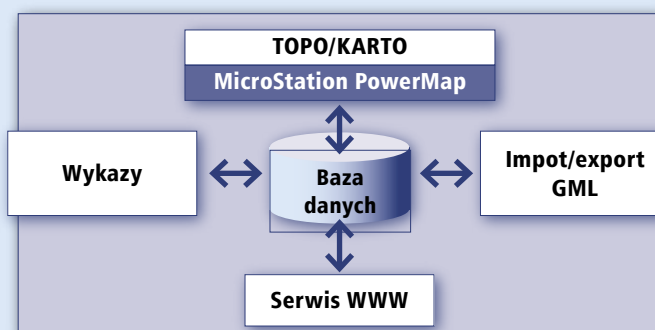 TOPO/KARTO
MicroStation PowerMap
Wykazy
Baza
danych
Impot/export
GML
Serwis WWW